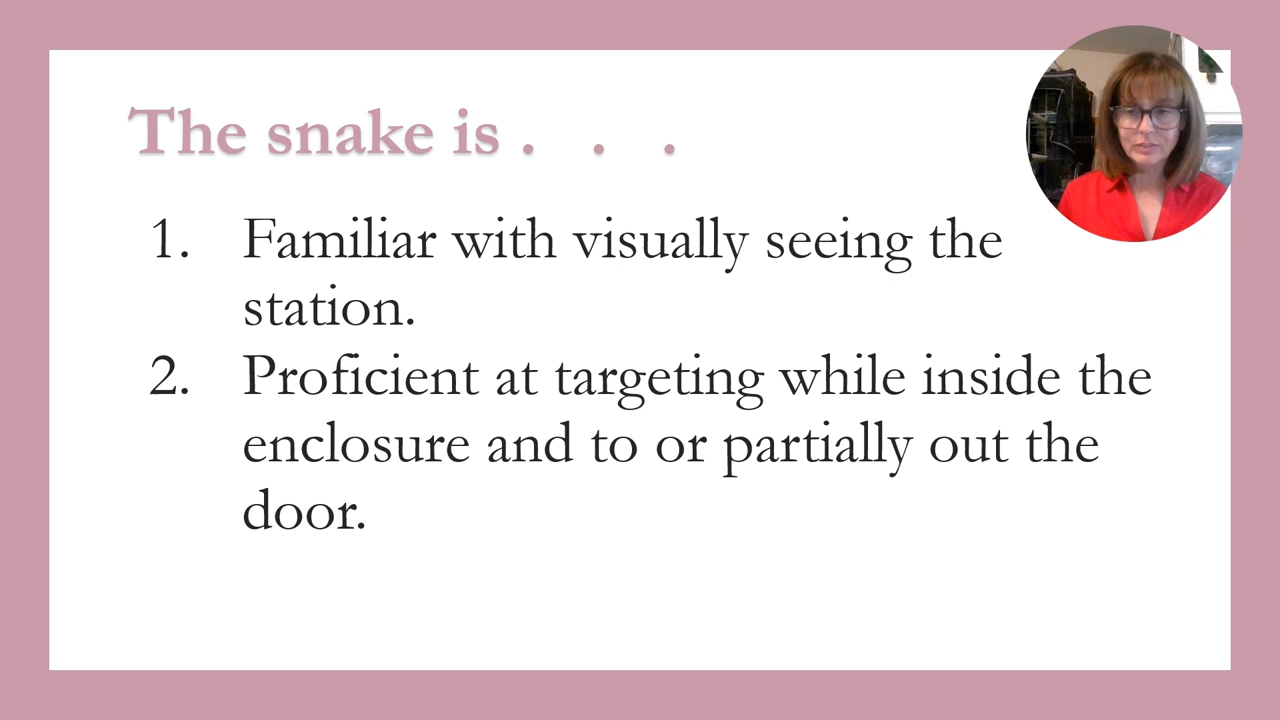 The snake is . . .
1. Familiar with visually seeing the
station.
2. Proficient at targeting while inside the
enclosure and to or partially out the
door.